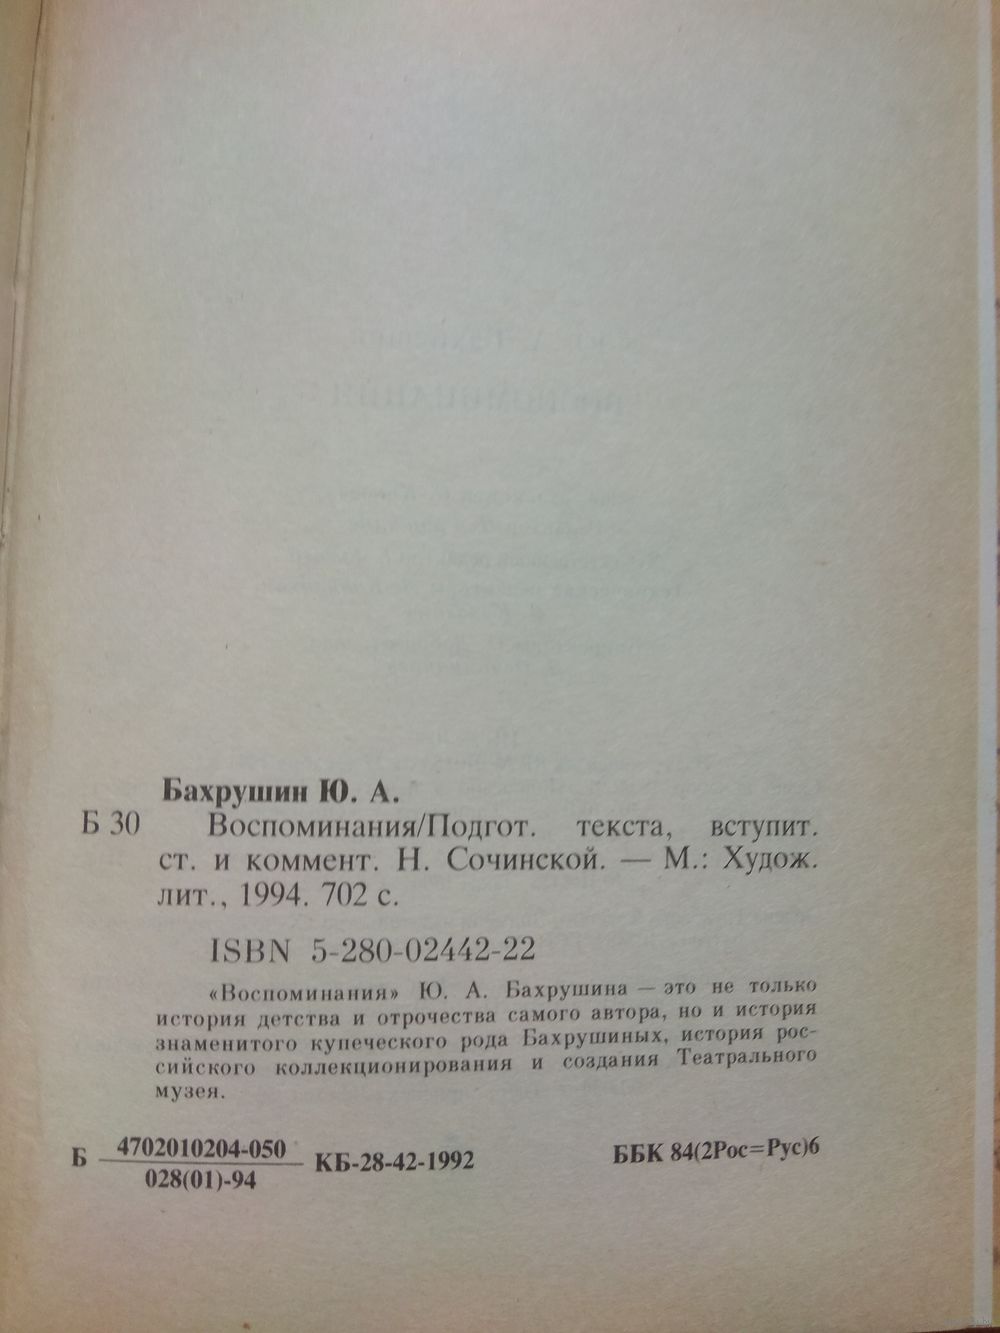 Бахрушин Ю. А.
Б 30 Воспоминания/Подгот. текста, вступит.
ст. и коммент. Н. Сочинской. — М.: Худож.
лит., 1994. 702 с.
ISBN 5-280-02442-22
«Воспоминания» Ю. А. Бахрушина — это не только
история детства и отрочества самого автора, но и история
знаменитого купеческого рода Бахрушиных, история рос-
сийского коллекционирования и создания Театрального
музея.
Б 4702010204-050
028(01)-94
КБ-28-42-1992
ББК 84(2Рос=Рус)6